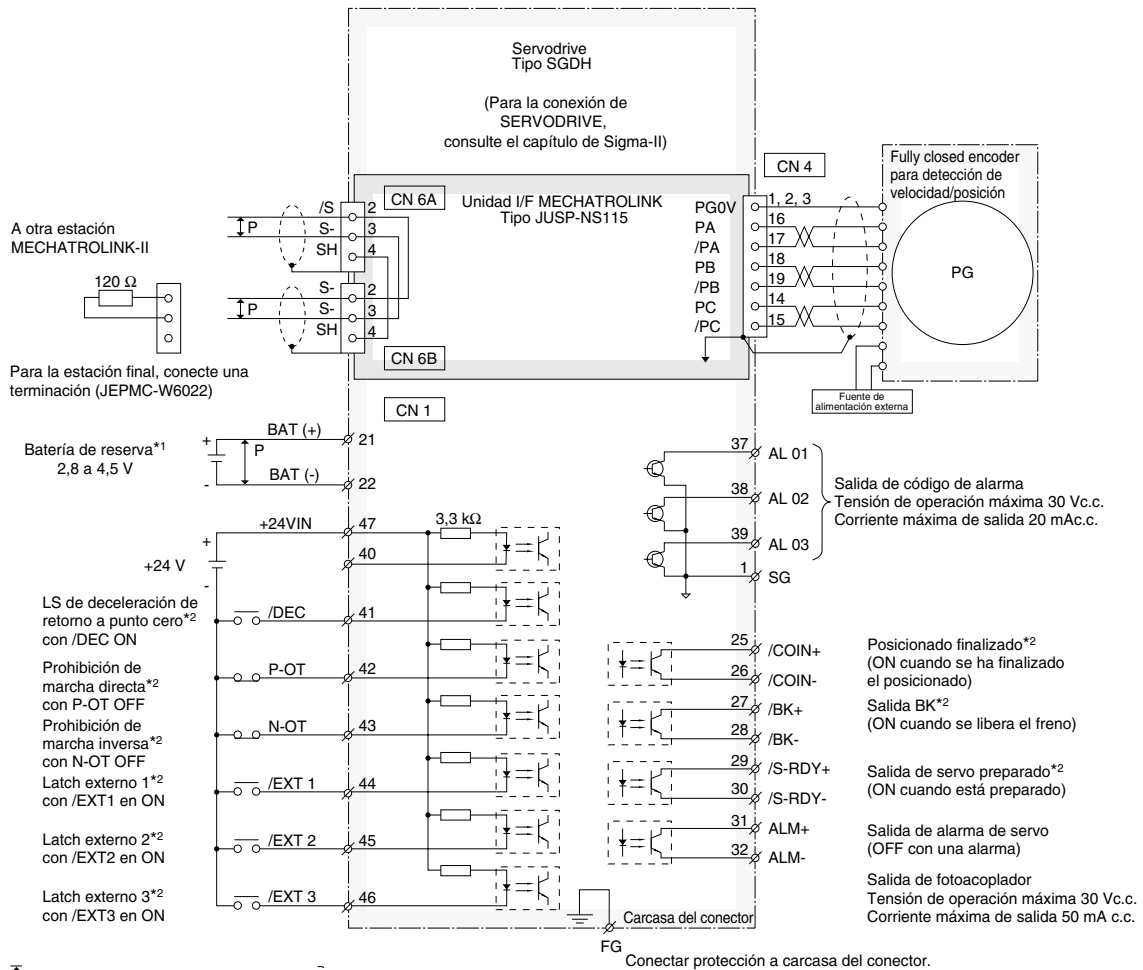 Servodrive
Tipo SGDH
(Para la conexión de
SERVODRIVE,
consulte el capítulo de Sigma-II)
CN 4
Fully closed encoder
para detección de
velocidad/posición
PG
CN 6A
Unidad I/F MECHATROLINK
Tipo JUSP-NS115
A otra estación
MECHATROLINK-II
/S 2
S- 3
SH 4
P
120 Ω
S- 2
S- 3
SH 4
P
CN 6B
Para la estación final, conecte una
terminación (JEPMC-W6022)
PG0V 1, 2, 3
PA 16
/PA 17
PB 18
/PB 19
PC 14
/PC 15
Fuente de
alimentación externa
CN 1
Batería de reserva*1
2,8 a 4,5 V
+
-
BAT (+) 21
P
BAT (-) 22
+24VIN 47
3,3 kΩ
40
+
+24 V
-
LS de deceleración de
retorno a punto cero*2
con /DEC ON
/DEC 41
Prohibición de
marcha directa*2
con P-OT OFF
P-OT 42
Prohibición de
marcha inversa*2
con N-OT OFF
N-OT 43
Latch externo 1*2
con /EXT1 en ON
/EXT 1 44
Latch externo 2*2
con /EXT2 en ON
/EXT 2 45
Latch externo 3*2
con /EXT3 en ON
/EXT 3 46
37 AL 01
38 AL 02
39 AL 03
1 SG
Salida de código de alarma
Tensión de operación máxima 30 Vc.c.
Corriente máxima de salida 20 mAc.c.
25 /COIN+
26 /COIN-
Posicionado finalizado*2
(ON cuando se ha finalizado
el posicionado)
27 /BK+
28 /BK-
Salida BK*2
(ON cuando se libera el freno)
29 /S-RDY+
30 /S-RDY-
Salida de servo preparado*2
(ON cuando está preparado)
31 ALM+
32 ALM-
Salida de alarma de servo
(OFF con una alarma)
Salida de fotoacoplador
Tensión de operación máxima 30 Vc.c.
Corriente máxima de salida 50 mA c.c.
Carcasa del conector
FG
Conectar protección a carcasa del conector.